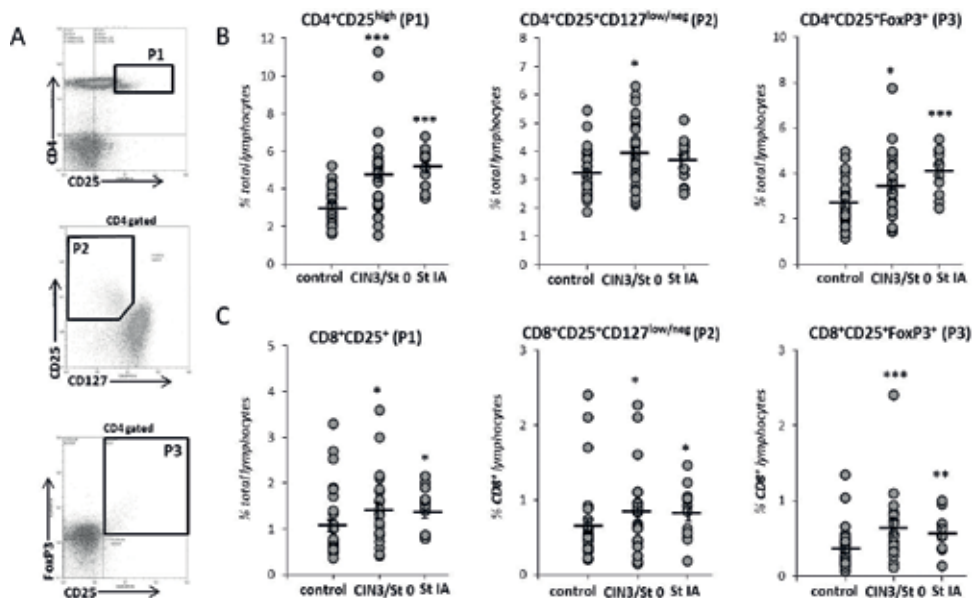 A
P1
CD4
CD25
CD4 gated
P2
CD25
CD127
CD4 gated
P3
FoxP3
CD25
B
CD4⁺CD25ʰⁱᵍʰ (P1)
CD4⁺CD25⁺CD127ˡᵒʷ/ⁿᵉᵍ (P2)
CD4⁺CD25⁺FoxP3⁺ (P3)
% total lymphocytes
12
10
8
6
4
2
0
***
***
control CIN3/St 0 St IA
% total lymphocytes
8
7
6
5
4
3
2
1
0
*
control CIN3/St 0 St IA
% total lymphocytes
10
8
6
4
2
0
*
***
control CIN3/St 0 St IA
C
CD8⁺CD25⁺ (P1)
CD8⁺CD25⁺CD127ˡᵒʷ/ⁿᵉᵍ (P2)
CD8⁺CD25⁺FoxP3⁺ (P3)
% total lymphocytes
5
4
3
2
1
0
*
*
control CIN3/St 0 St IA
% CD8⁺ lymphocytes
3
2
1
0
*
*
control CIN3/St 0 St IA
% CD8⁺ lymphocytes
3
2
1
0
***
**
control CIN3/St 0 St IA